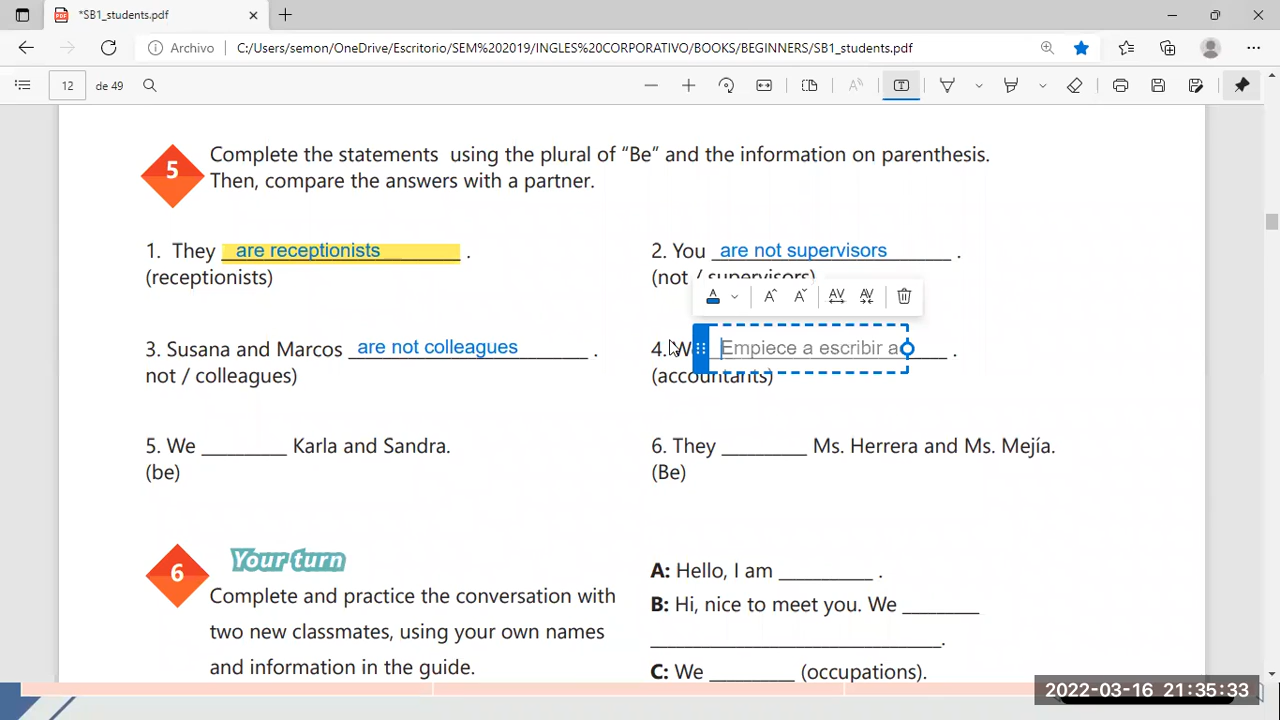 *SB1_students.pdf
Archivo C:/Users/semon/OneDrive/Escritorio/SEM%202019/INGLES%20CORPORATIVO/BOOKS/BEGINNERS/SB1_students.pdf
12 de 49
5 Complete the statements using the plural of “Be” and the information on parenthesis.
Then, compare the answers with a partner.
1. They are receptionists .
(receptionists)
2. You are not supervisors .
(not / supervisors)
3. Susana and Marcos are not colleagues .
not / colleagues)
4. Empiece a escribir a .
(accountants)
5. We ________ Karla and Sandra.
(be)
6. They ________ Ms. Herrera and Ms. Mejía.
(Be)
6 Your turn
Complete and practice the conversation with
two new classmates, using your own names
and information in the guide.
A: Hello, I am _________ .
B: Hi, nice to meet you. We _______
____________________________.
C: We ________ (occupations).
2022-03-16 21:35:33